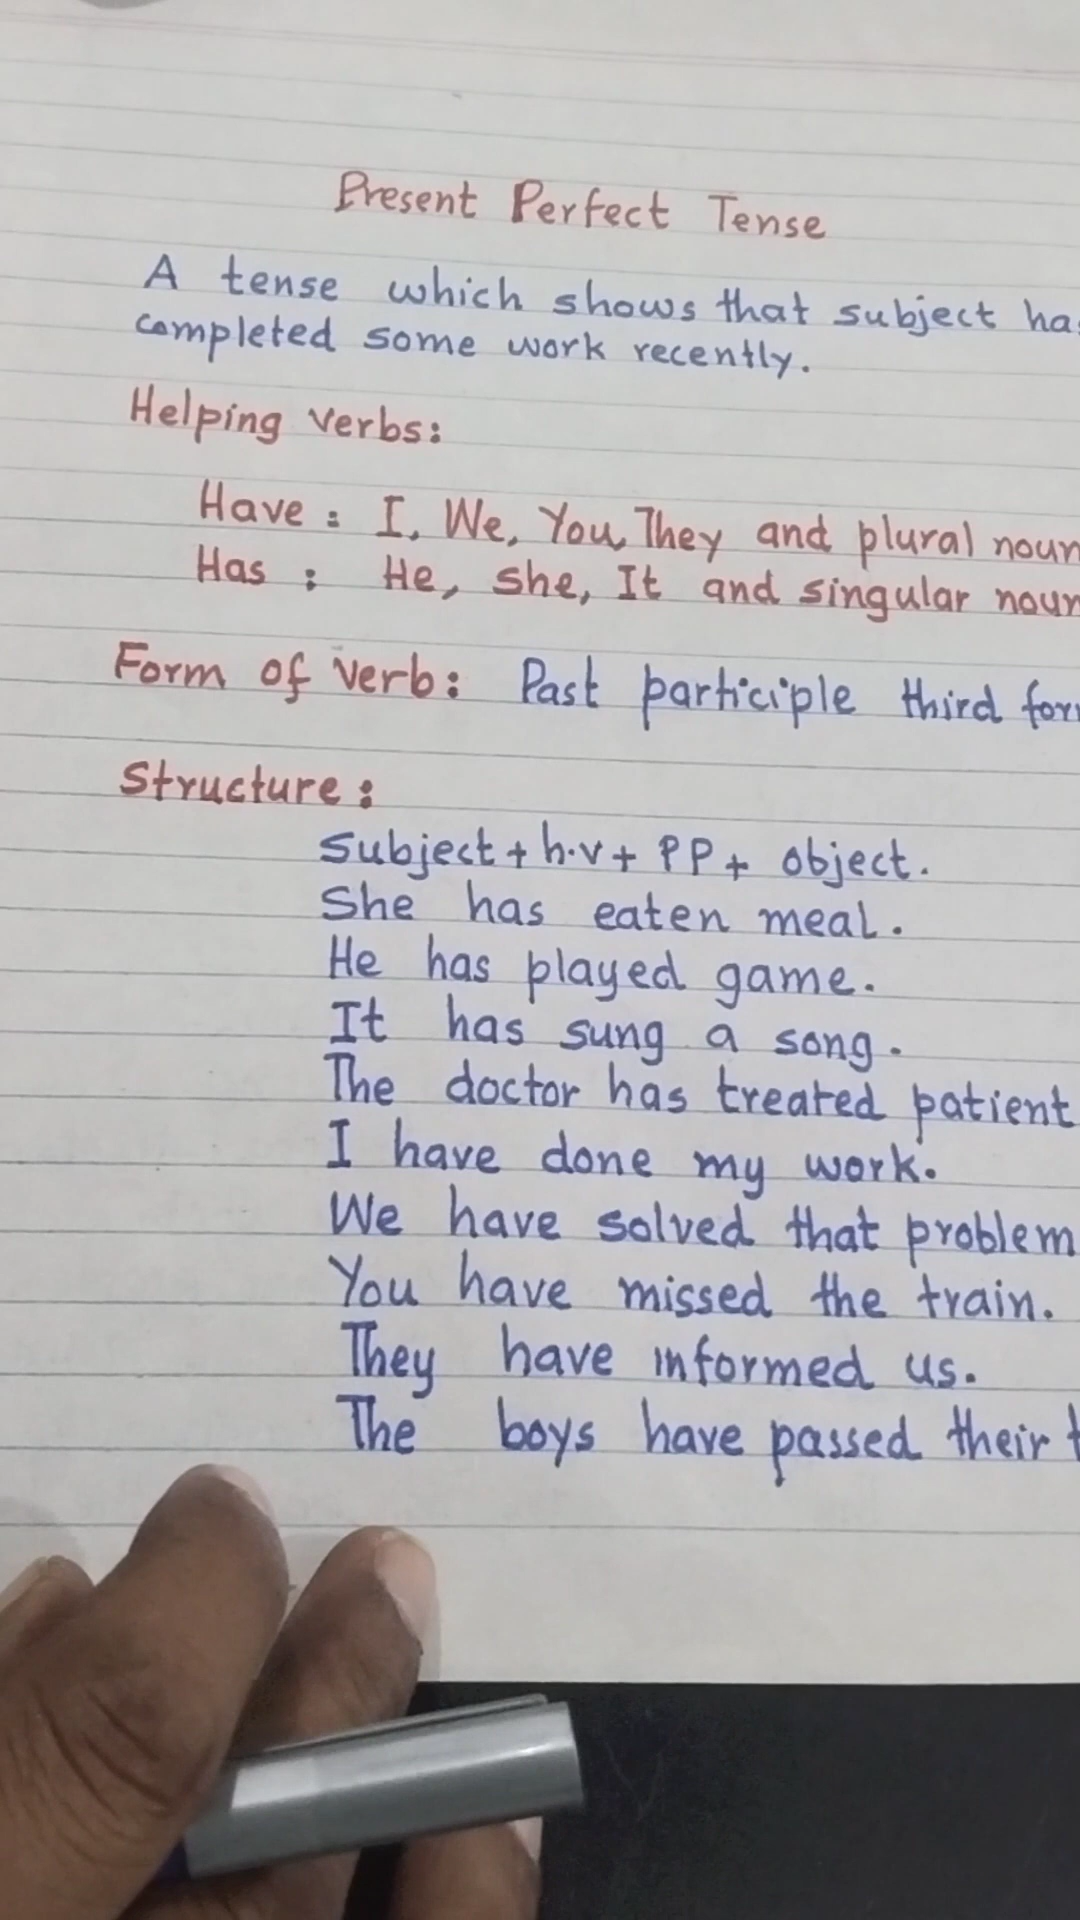 Present Perfect Tense
A tense which shows that subject ha
completed some work recently.
Helping verbs:
Have : I, We, You, They and plural noun
Has : He, she, It and singular noun
Form of verb: Past participle third for
Structure:
Subject + h.v + PP + object.
She has eaten meal.
He has played game.
It has sung a song.
The doctor has treated patient
I have done my work.
We have solved that problem
You have missed the train.
They have informed us.
The boys have passed their t